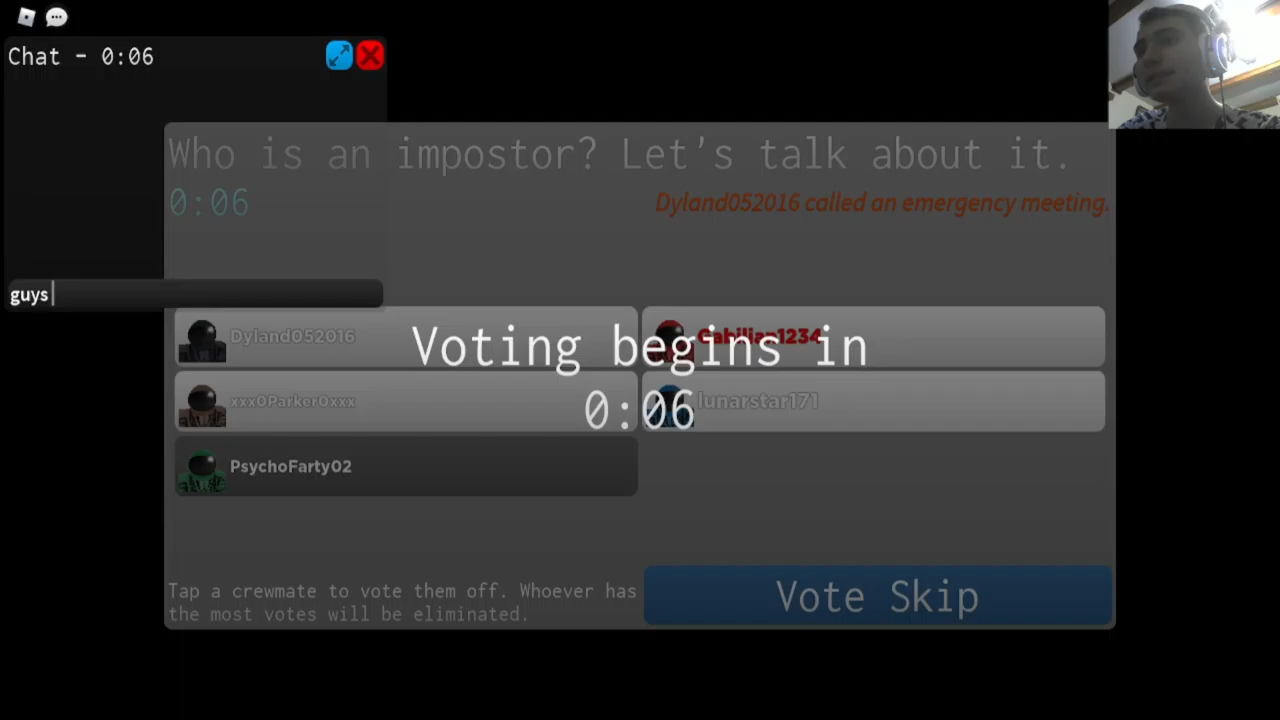 Chat - 0:06
Who is an impostor? Let's talk about it.
0:06
Dyland052016 called an emergency meeting.
guys
Dyland052016
Gabilian1234
Voting begins in
0:06
xxx0Parker0xxx
lunarstar171
PsychoFarty02
Tap a crewmate to vote them off. Whoever has
the most votes will be eliminated.
Vote Skip